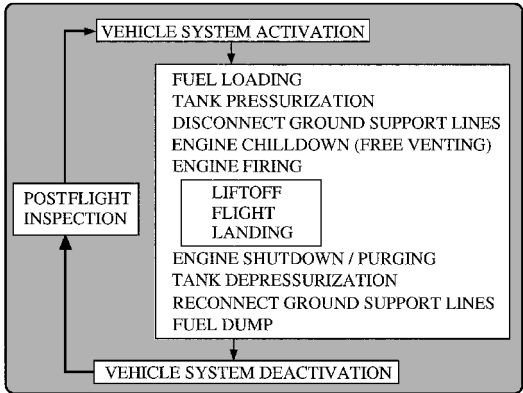 VEHICLE SYSTEM ACTIVATION
FUEL LOADING
TANK PRESSURIZATION
DISCONNECT GROUND SUPPORT LINES
ENGINE CHILLDOWN (FREE VENTING)
ENGINE FIRING
LIFTOFF
FLIGHT
LANDING
ENGINE SHUTDOWN / PURGING
TANK DEPRESSURIZATION
RECONNECT GROUND SUPPORT LINES
FUEL DUMP
VEHICLE SYSTEM DEACTIVATION
POSTFLIGHT
INSPECTION